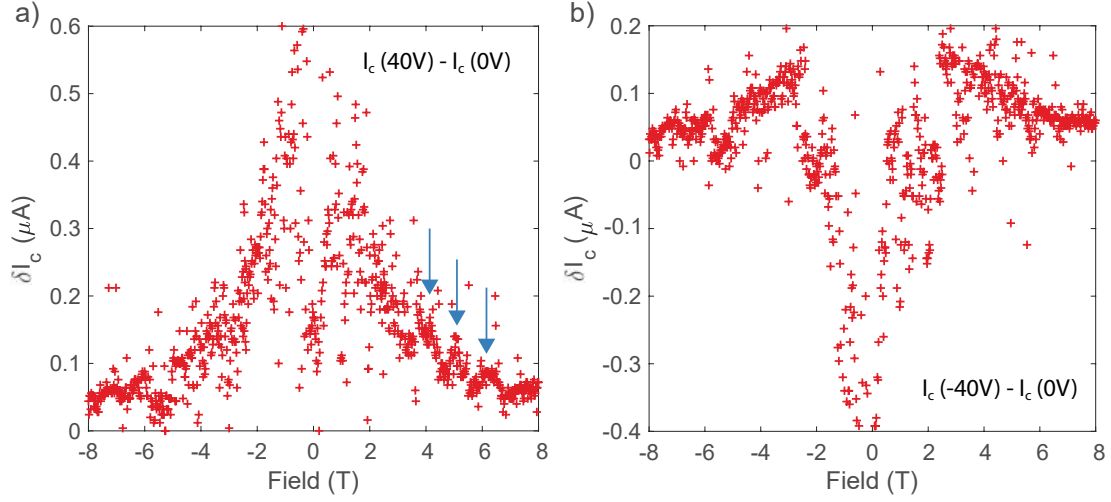 a)
I_c (40V) - I_c (0V)
0.6
0.5
0.4
0.3
0.2
0.1
0
δI_c (μA)
-8 -6 -4 -2 0 2 4 6 8
Field (T)
b)
0.2
0.1
0
-0.1
-0.2
-0.3
-0.4
δI_c (μA)
I_c (-40V) - I_c (0V)
-8 -6 -4 -2 0 2 4 6 8
Field (T)